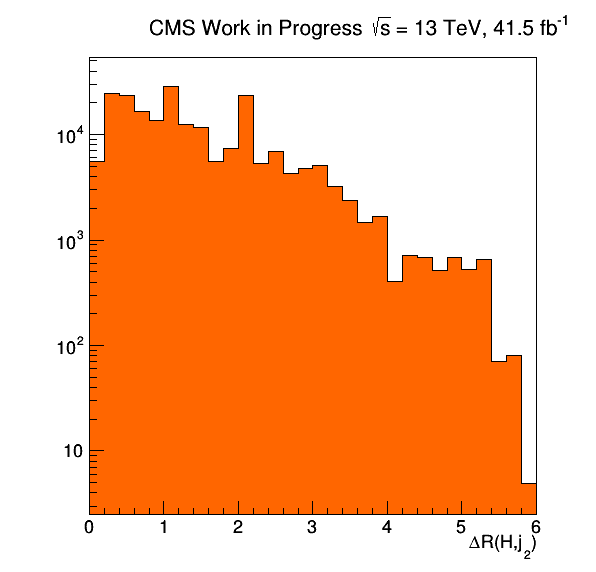 CMS Work in Progress √s = 13 TeV, 41.5 fb⁻¹
10⁴
10³
10²
10
0 1 2 3 4 5 6
ΔR(H,j₂)